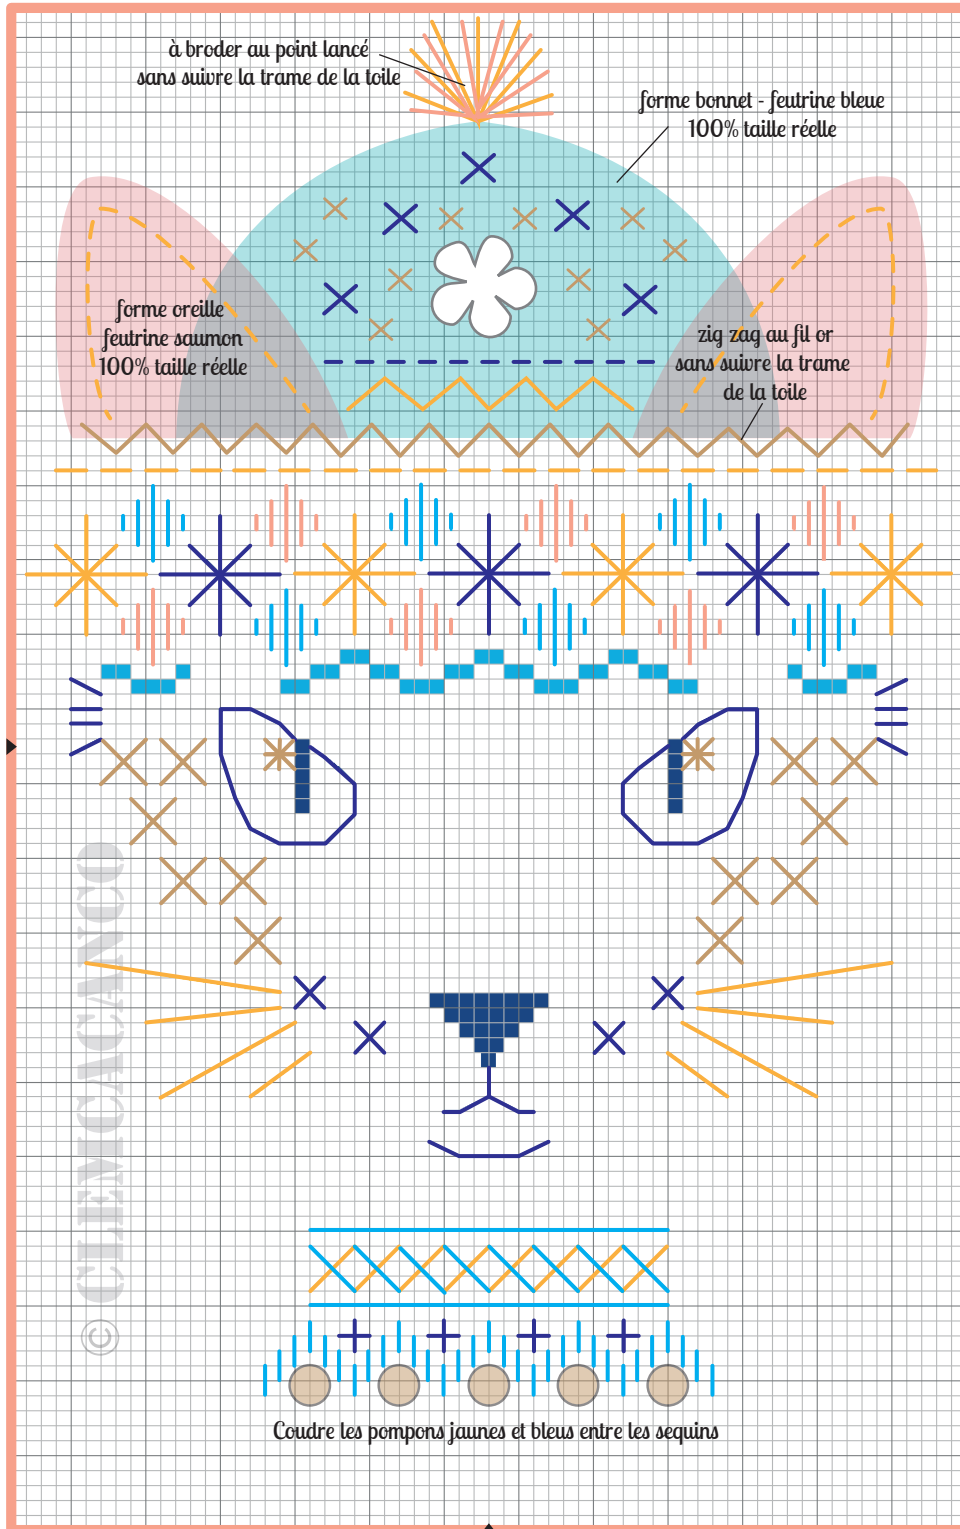 à broder au point lancé
sans suivre la trame de la toile
forme bonnet - feutrine bleue
100% taille réelle
forme oreille
feutrine saumon
100% taille réelle
zig zag au fil or
sans suivre la trame
de la toile
© CLEMCACANCO
Coudre les pompons jaunes et bleus entre les sequins